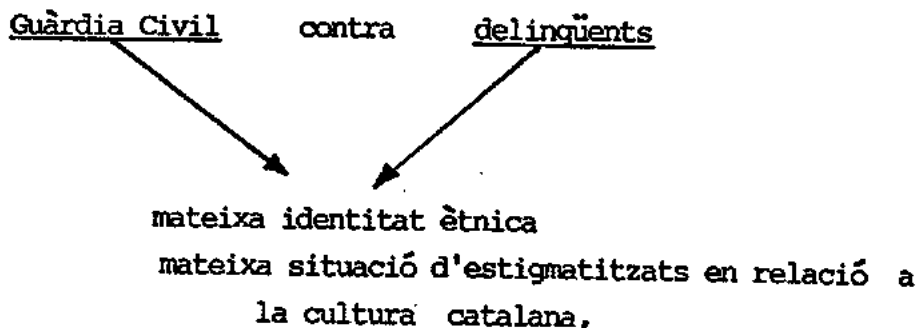 Guàrdia Civil contra delinqüents
mateixa identitat ètnica
mateixa situació d'estigmatitzats en relació a
la cultura catalana,